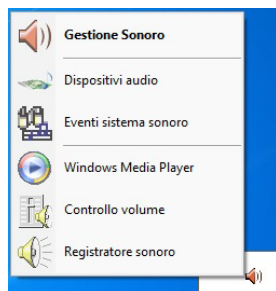 Gestione Sonoro
Dispositivi audio
Eventi sistema sonoro
Windows Media Player
Controllo volume
Registratore sonoro